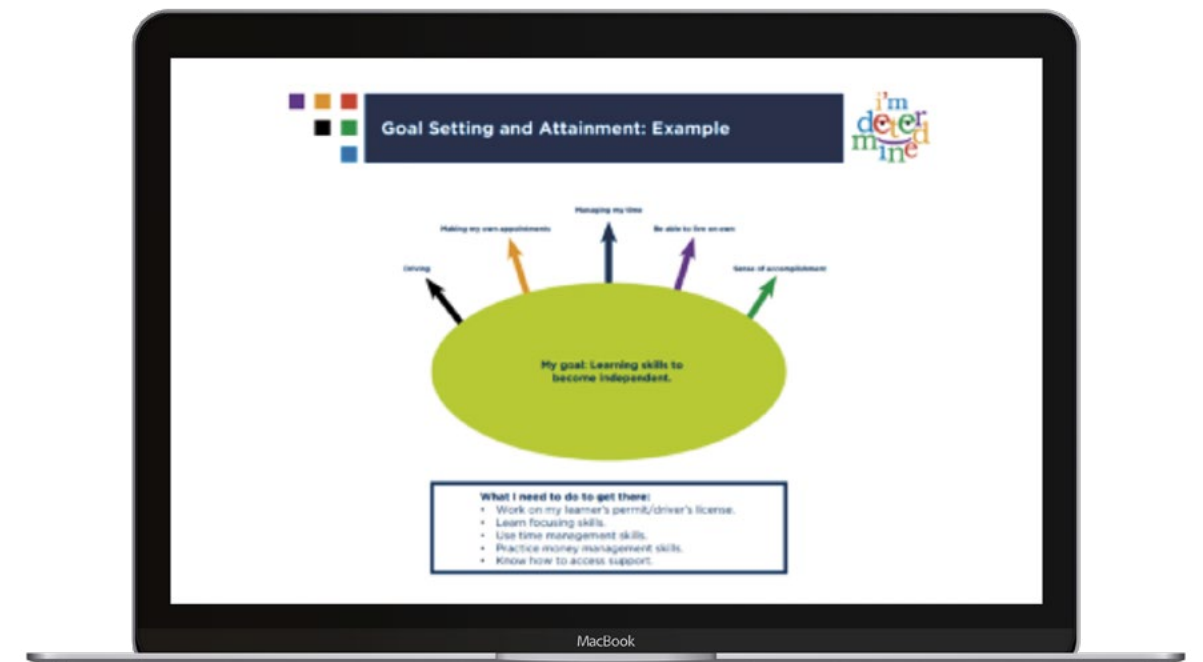 Goal Setting and Attainment: Example
i'm
deter
mined
Managing my time
Making my own appointments
Be able to live on own
Driving
Sense of accomplishment
My goal: Learning skills to
become independent.
What I need to do to get there:
• Work on my learner's permit/driver's license.
• Learn focusing skills.
• Use time management skills.
• Practice money management skills.
• Know how to access support.
MacBook